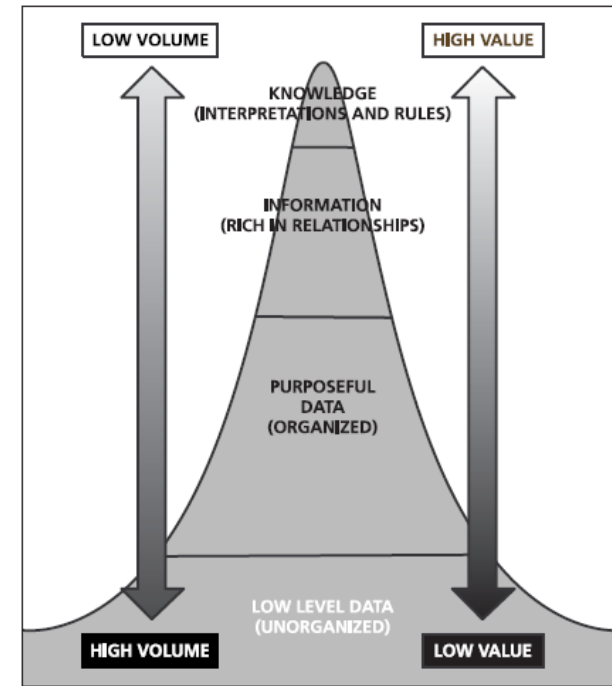 LOW VOLUME
HIGH VALUE
KNOWLEDGE
(INTERPRETATIONS AND RULES)
INFORMATION
(RICH IN RELATIONSHIPS)
PURPOSEFUL
DATA
(ORGANIZED)
LOW LEVEL DATA
(UNORGANIZED)
HIGH VOLUME
LOW VALUE